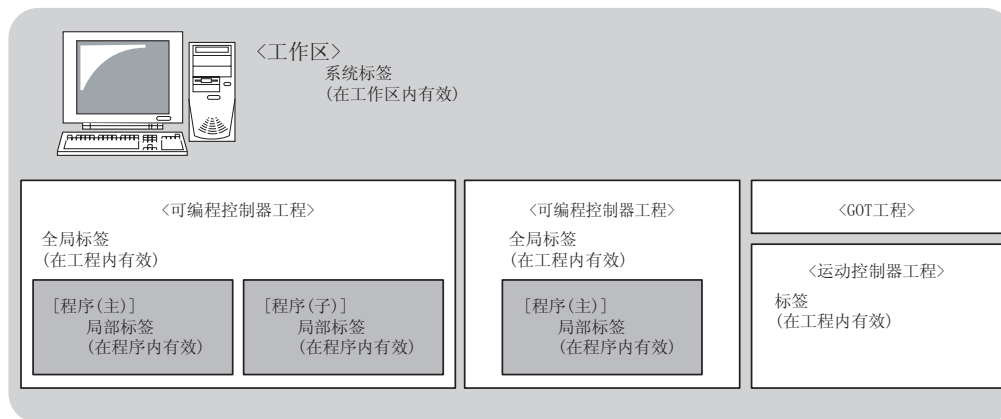 <工作区>
系统标签
(在工作区内有效)
<可编程控制器工程>
全局标签
(在工程内有效)
[程序(主)]
局部标签
(在程序内有效)
[程序(子)]
局部标签
(在程序内有效)
<可编程控制器工程>
全局标签
(在工程内有效)
[程序(主)]
局部标签
(在程序内有效)
<GOT工程>
<运动控制器工程>
标签
(在工程内有效)